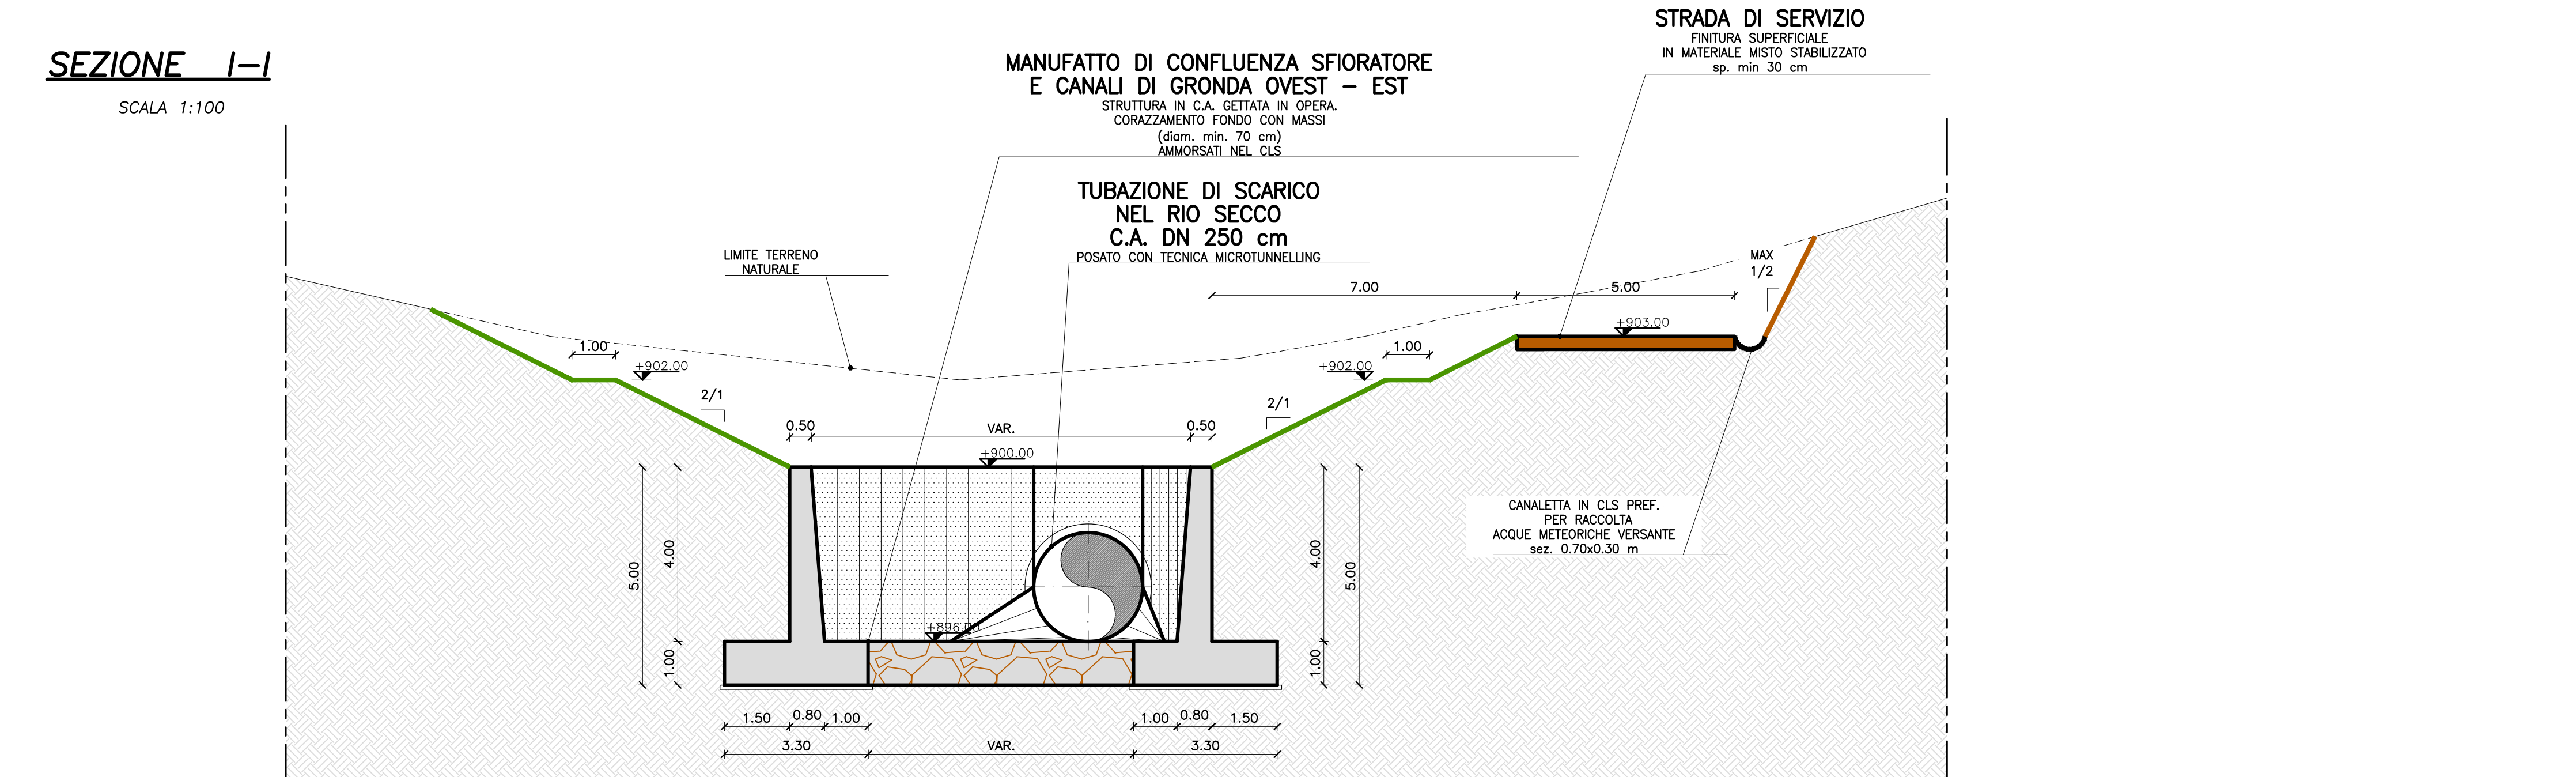 SEZIONE I-I
SCALA 1:100
MANUFATTO DI CONFLUENZA SFIORATORE
E CANALI DI GRONDA OVEST - EST
STRUTTURA IN C.A. GETTATA IN OPERA.
CORAZZAMENTO FONDO CON MASSI
(diam. min. 70 cm)
AMMORSATI NEL CLS
STRADA DI SERVIZIO
FINITURA SUPERFICIALE
IN MATERIALE MISTO STABILIZZATO
sp. min 30 cm
TUBAZIONE DI SCARICO
NEL RIO SECCO
C.A. DN 250 cm
POSATO CON TECNICA MICROTUNNELLING
LIMITE TERRENO
NATURALE
MAX
1/2
7.00
5.00
+903.00
1.00
+902.00
2/1
1.00
+902.00
2/1
0.50
VAR.
0.50
+900.00
5.00
4.00
1.00
+896.00
4.00
1.00
5.00
CANALETTA IN CLS PREF.
PER RACCOLTA
ACQUE METEORICHE VERSANTE
sez. 0.70x0.30 m
1.50
0.80
1.00
1.00
0.80
1.50
3.30
VAR.
3.30